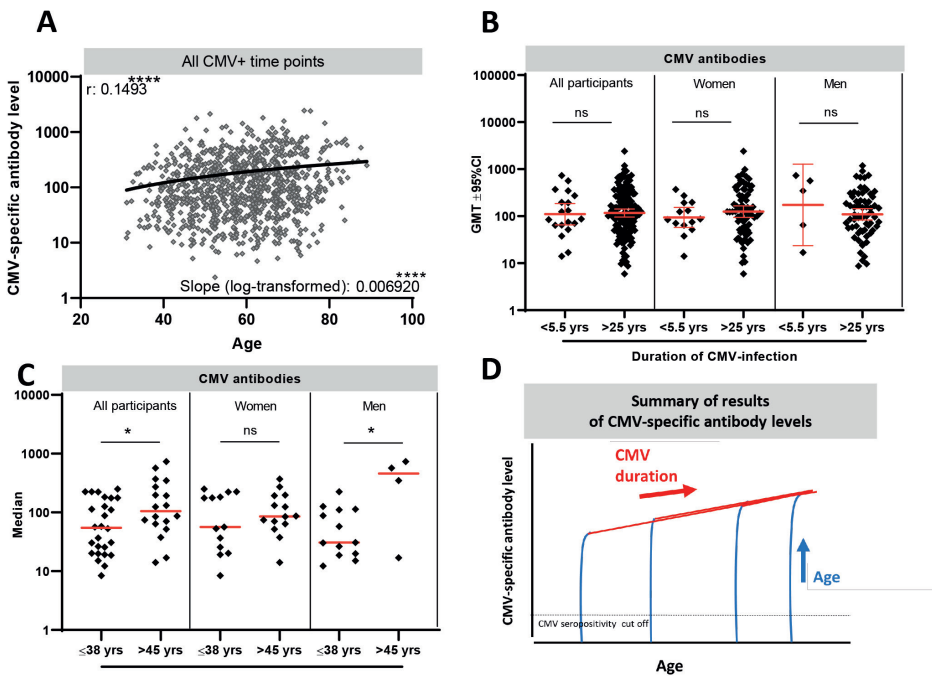 A
All CMV+ time points
CMV-specific antibody level
10000
1000
100
10
1
****
r: 0.1493
****
Slope (log-transformed): 0.006920
20
40
60
80
100
Age
B
CMV antibodies
GMT ±95%CI
100000
10000
1000
100
10
1
All participants
Women
Men
ns
ns
ns
<5.5 yrs
>25 yrs
<5.5 yrs
>25 yrs
<5.5 yrs
>25 yrs
Duration of CMV-infection
C
CMV antibodies
Median
10000
1000
100
10
1
All participants
Women
Men
*
ns
*
≤38 yrs
>45 yrs
≤38 yrs
>45 yrs
≤38 yrs
>45 yrs
D
Summary of results
of CMV-specific antibody levels
CMV-specific antibody level
CMV
duration
Age
CMV seropositivity cut off
Age